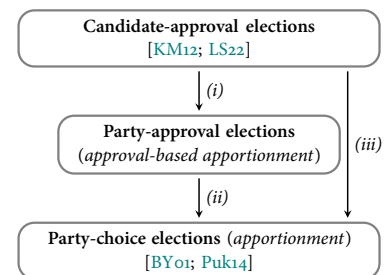 Candidate-approval elections
[KM12; LS22]
(i)
Party-approval elections
(approval-based apportionment)
(iii)
(ii)
Party-choice elections (apportionment)
[BY01; Puk14]